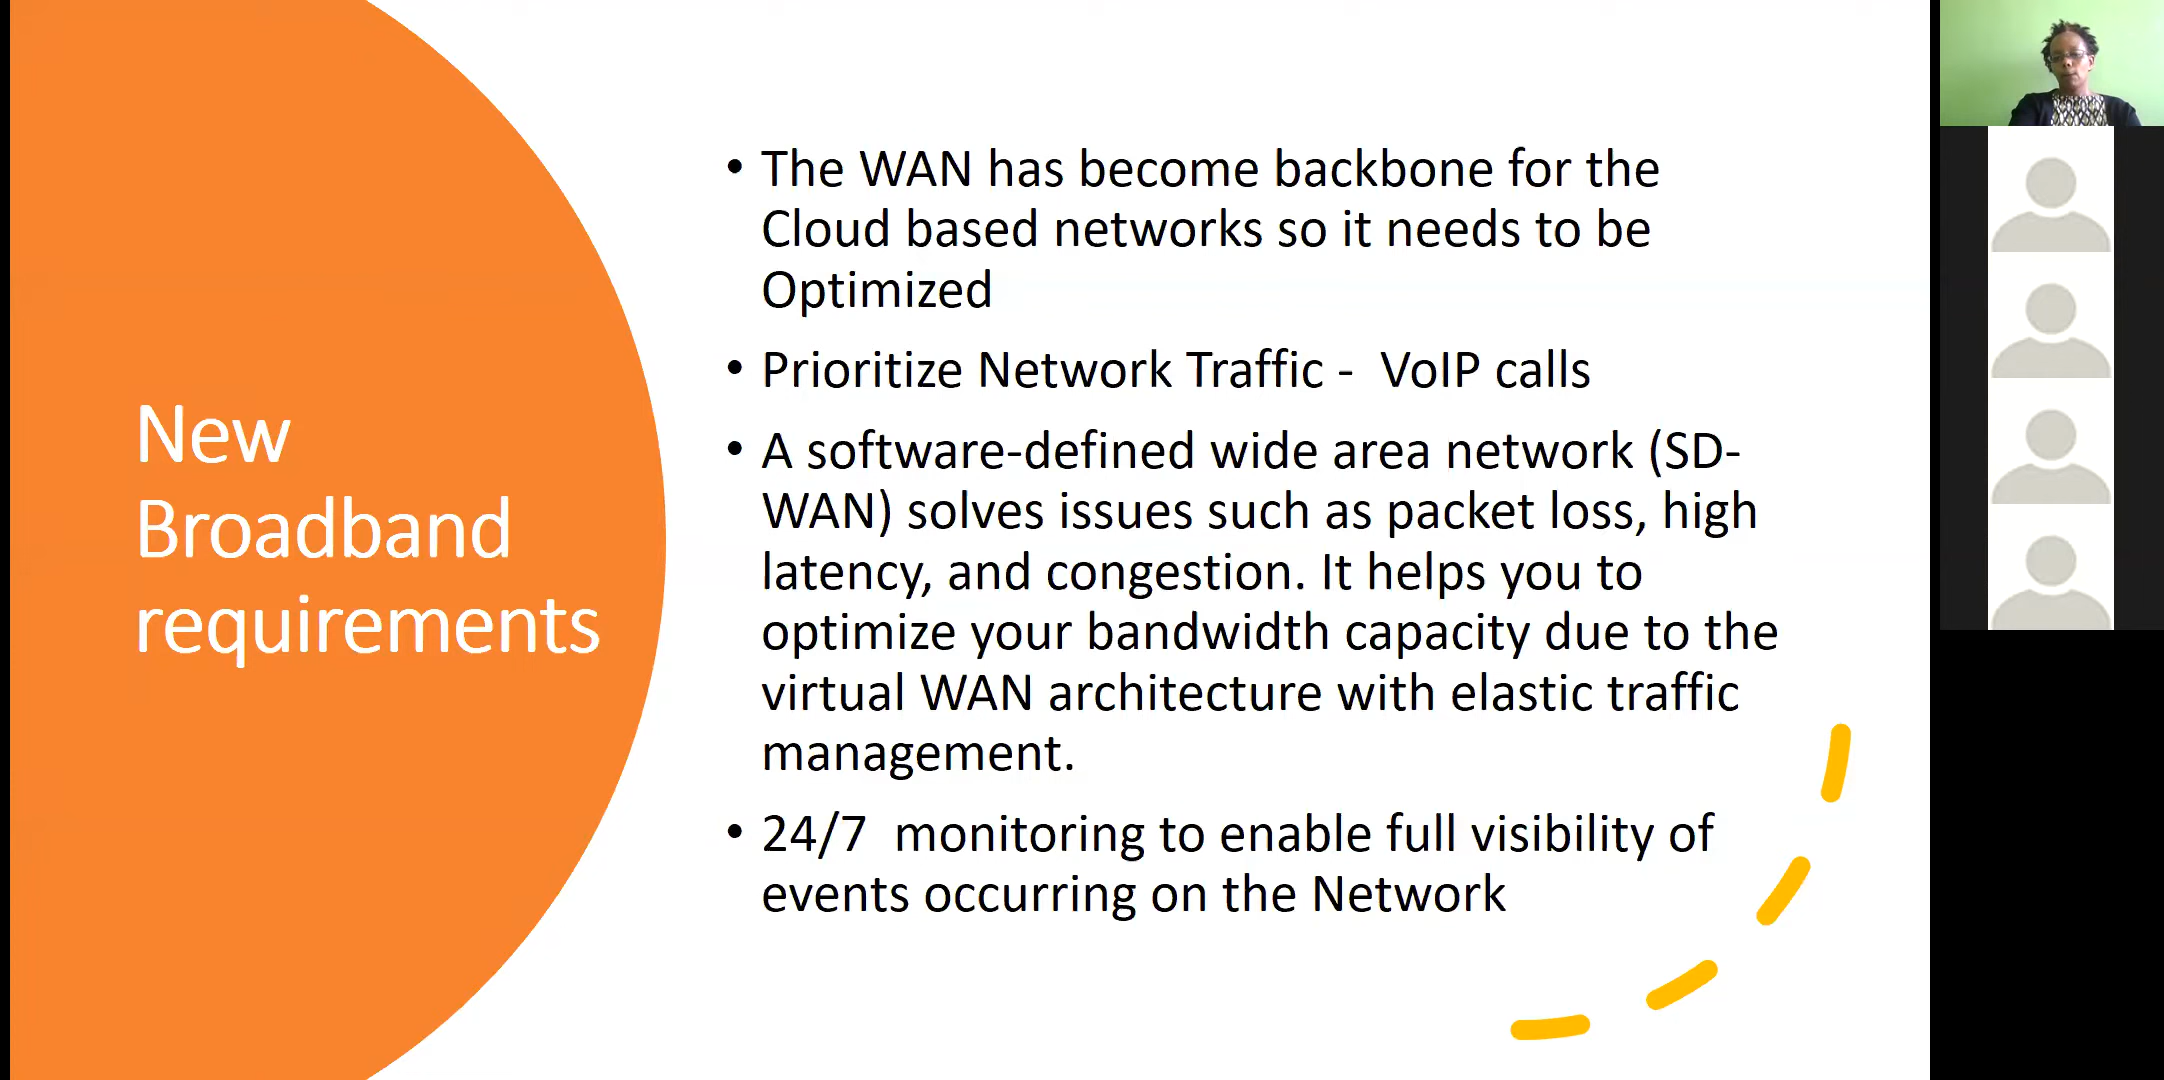 New
Broadband
requirements
• The WAN has become backbone for the
Cloud based networks so it needs to be
Optimized
• Prioritize Network Traffic -  VoIP calls
• A software-defined wide area network (SD-
WAN) solves issues such as packet loss, high
latency, and congestion. It helps you to
optimize your bandwidth capacity due to the
virtual WAN architecture with elastic traffic
management.
• 24/7  monitoring to enable full visibility of
events occurring on the Network